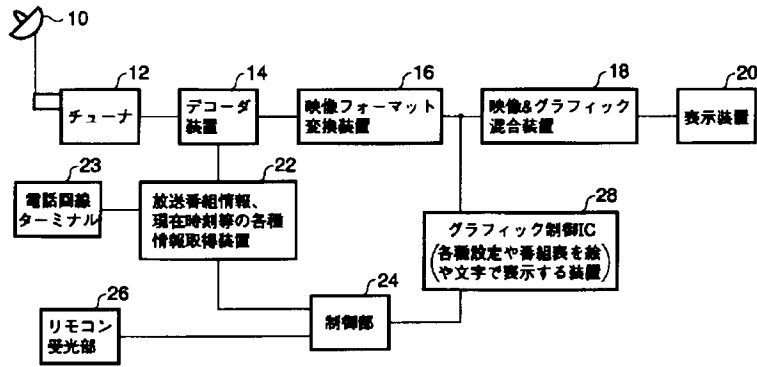 10
12
チューナ
14
デコーダ
装置
16
映像フォーマット
変換装置
18
映像&グラフィック
混合装置
20
表示装置
23
電話回線
ターミナル
22
放送番組情報、
現在時刻等の各種
情報取得装置
28
グラフィック制御IC
(各種設定や番組表を絵
や文字で表示する装置)
24
制御部
26
リモコン
受光部